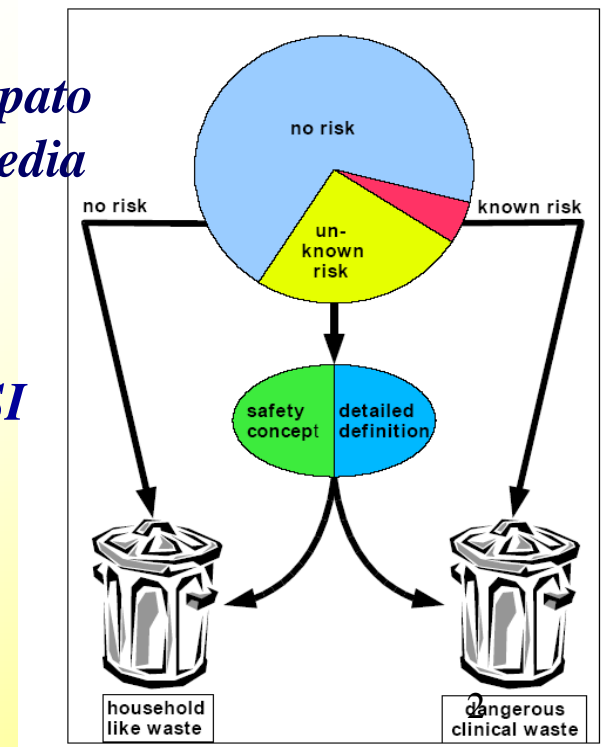 pato
edia
SI
no risk
no risk
known risk
un-
known
risk
safety
concept
detailed
definition
household
like waste
2
dangerous
clinical waste